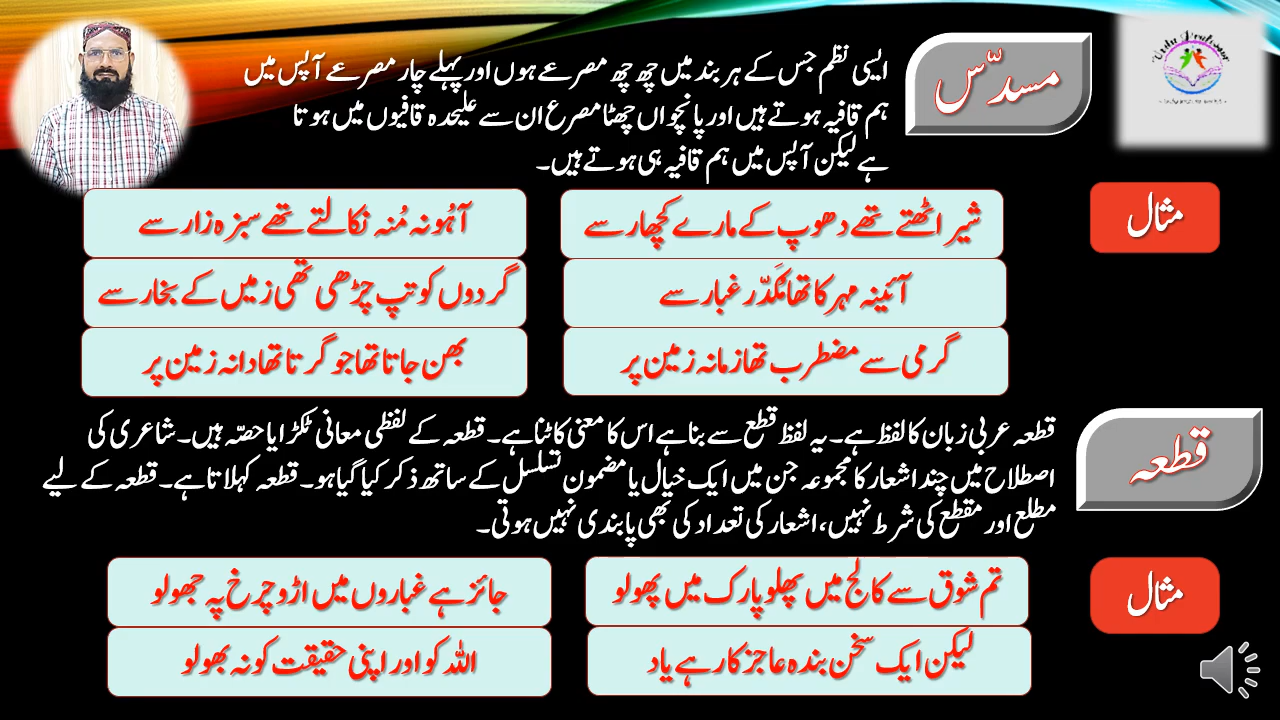 مسدّس
ایسی نظم جس کے ہر بند میں چھ چھ مصرعے ہوں اور پہلے چار مصرعے آپس میں
ہم قافیہ ہوتے ہیں اور پانچواں چھٹا مصرع ان سے علیحدہ قافیوں میں ہوتا
ہے لیکن آپس میں ہم قافیہ ہی ہوتے ہیں۔
مثال
شیر اٹھتے تھے دھوپ کے مارے کچھار سے
آہُو نہ مُنہ نکالتے تھے سبزہ زار سے
آئینہ مہر کا تھا مُکَدّر غبار سے
گردوں کو تپ چڑھی تھی زمیں کے بخار سے
گرمی سے مضطرب تھا زمانہ زمین پر
بھن جاتا تھا جو گرتا تھا دانہ زمین پر
قطعہ
قطعہ عربی زبان کا لفظ ہے۔ یہ لفظ قطع سے بنا ہے اس کا معنی کاٹنا ہے۔ قطعہ کے لفظی معانی ٹکڑا یا حصّہ ہیں۔ شاعری کی
اصطلاح میں چند اشعار کا مجموعہ جن میں ایک خیال یا مضمون تسلسل کے ساتھ ذکر کیا گیا ہو۔ قطعہ کہلاتا ہے۔ قطعہ کے لیے
مطلع اور مقطع کی شرط نہیں، اشعار کی تعداد کی بھی پابندی نہیں ہوتی۔
مثال
تم شوق سے کالج میں پھلو پارک میں پھولو
جائز ہے غباروں میں اڑو چرخ پہ جھولو
لیکن ایک سخن بندہ عاجز کا رہے یاد
اللہ کو اور اپنی حقیقت کو نہ بھولو
Urdu Professor